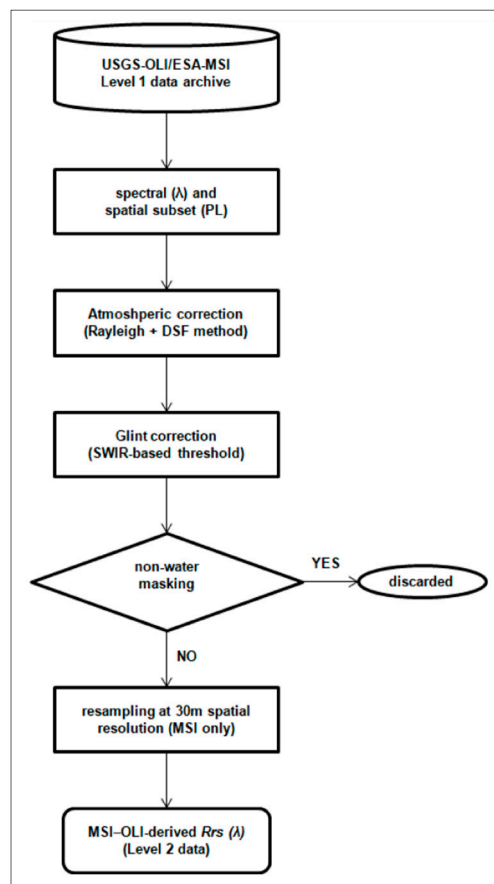 USGS-OLI/ESA-MSI
Level 1 data archive
spectral (λ) and
spatial subset (PL)
Atmoshperic correction
(Rayleigh + DSF method)
Glint correction
(SWIR-based threshold)
non-water
masking
YES
discarded
NO
resampling at 30m spatial
resolution (MSI only)
MSI–OLI-derived Rrs (λ)
(Level 2 data)